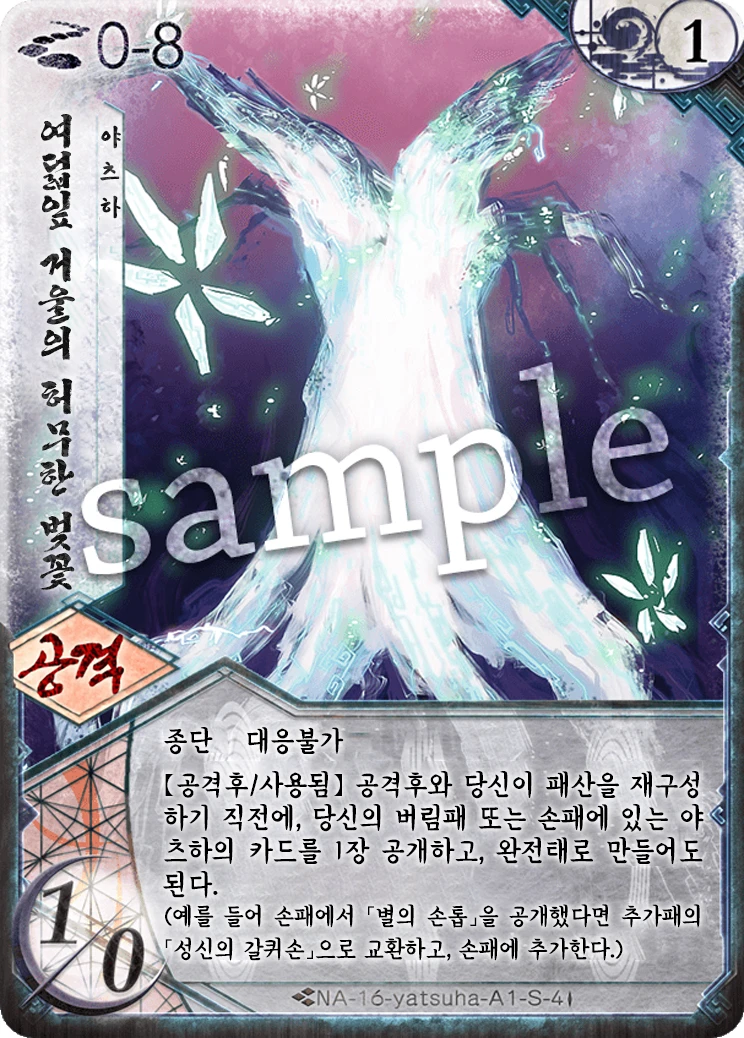 0-8
1
여덟잎 거울의 허무한 벚꽃
야츠하
sample
공격
종단 대응불가
【공격후/사용됨】 공격후와 당신이 패산을 재구성
하기 직전에, 당신의 버림패 또는 손패에 있는 야
츠하의 카드를 1장 공개하고, 완전태로 만들어도
된다.
(예를 들어 손패에서 「별의 손톱」을 공개했다면 추가패의
「성신의 갈퀴손」으로 교환하고, 손패에 추가한다.)
1/0
NA-16-yatsuha-A1-S-4